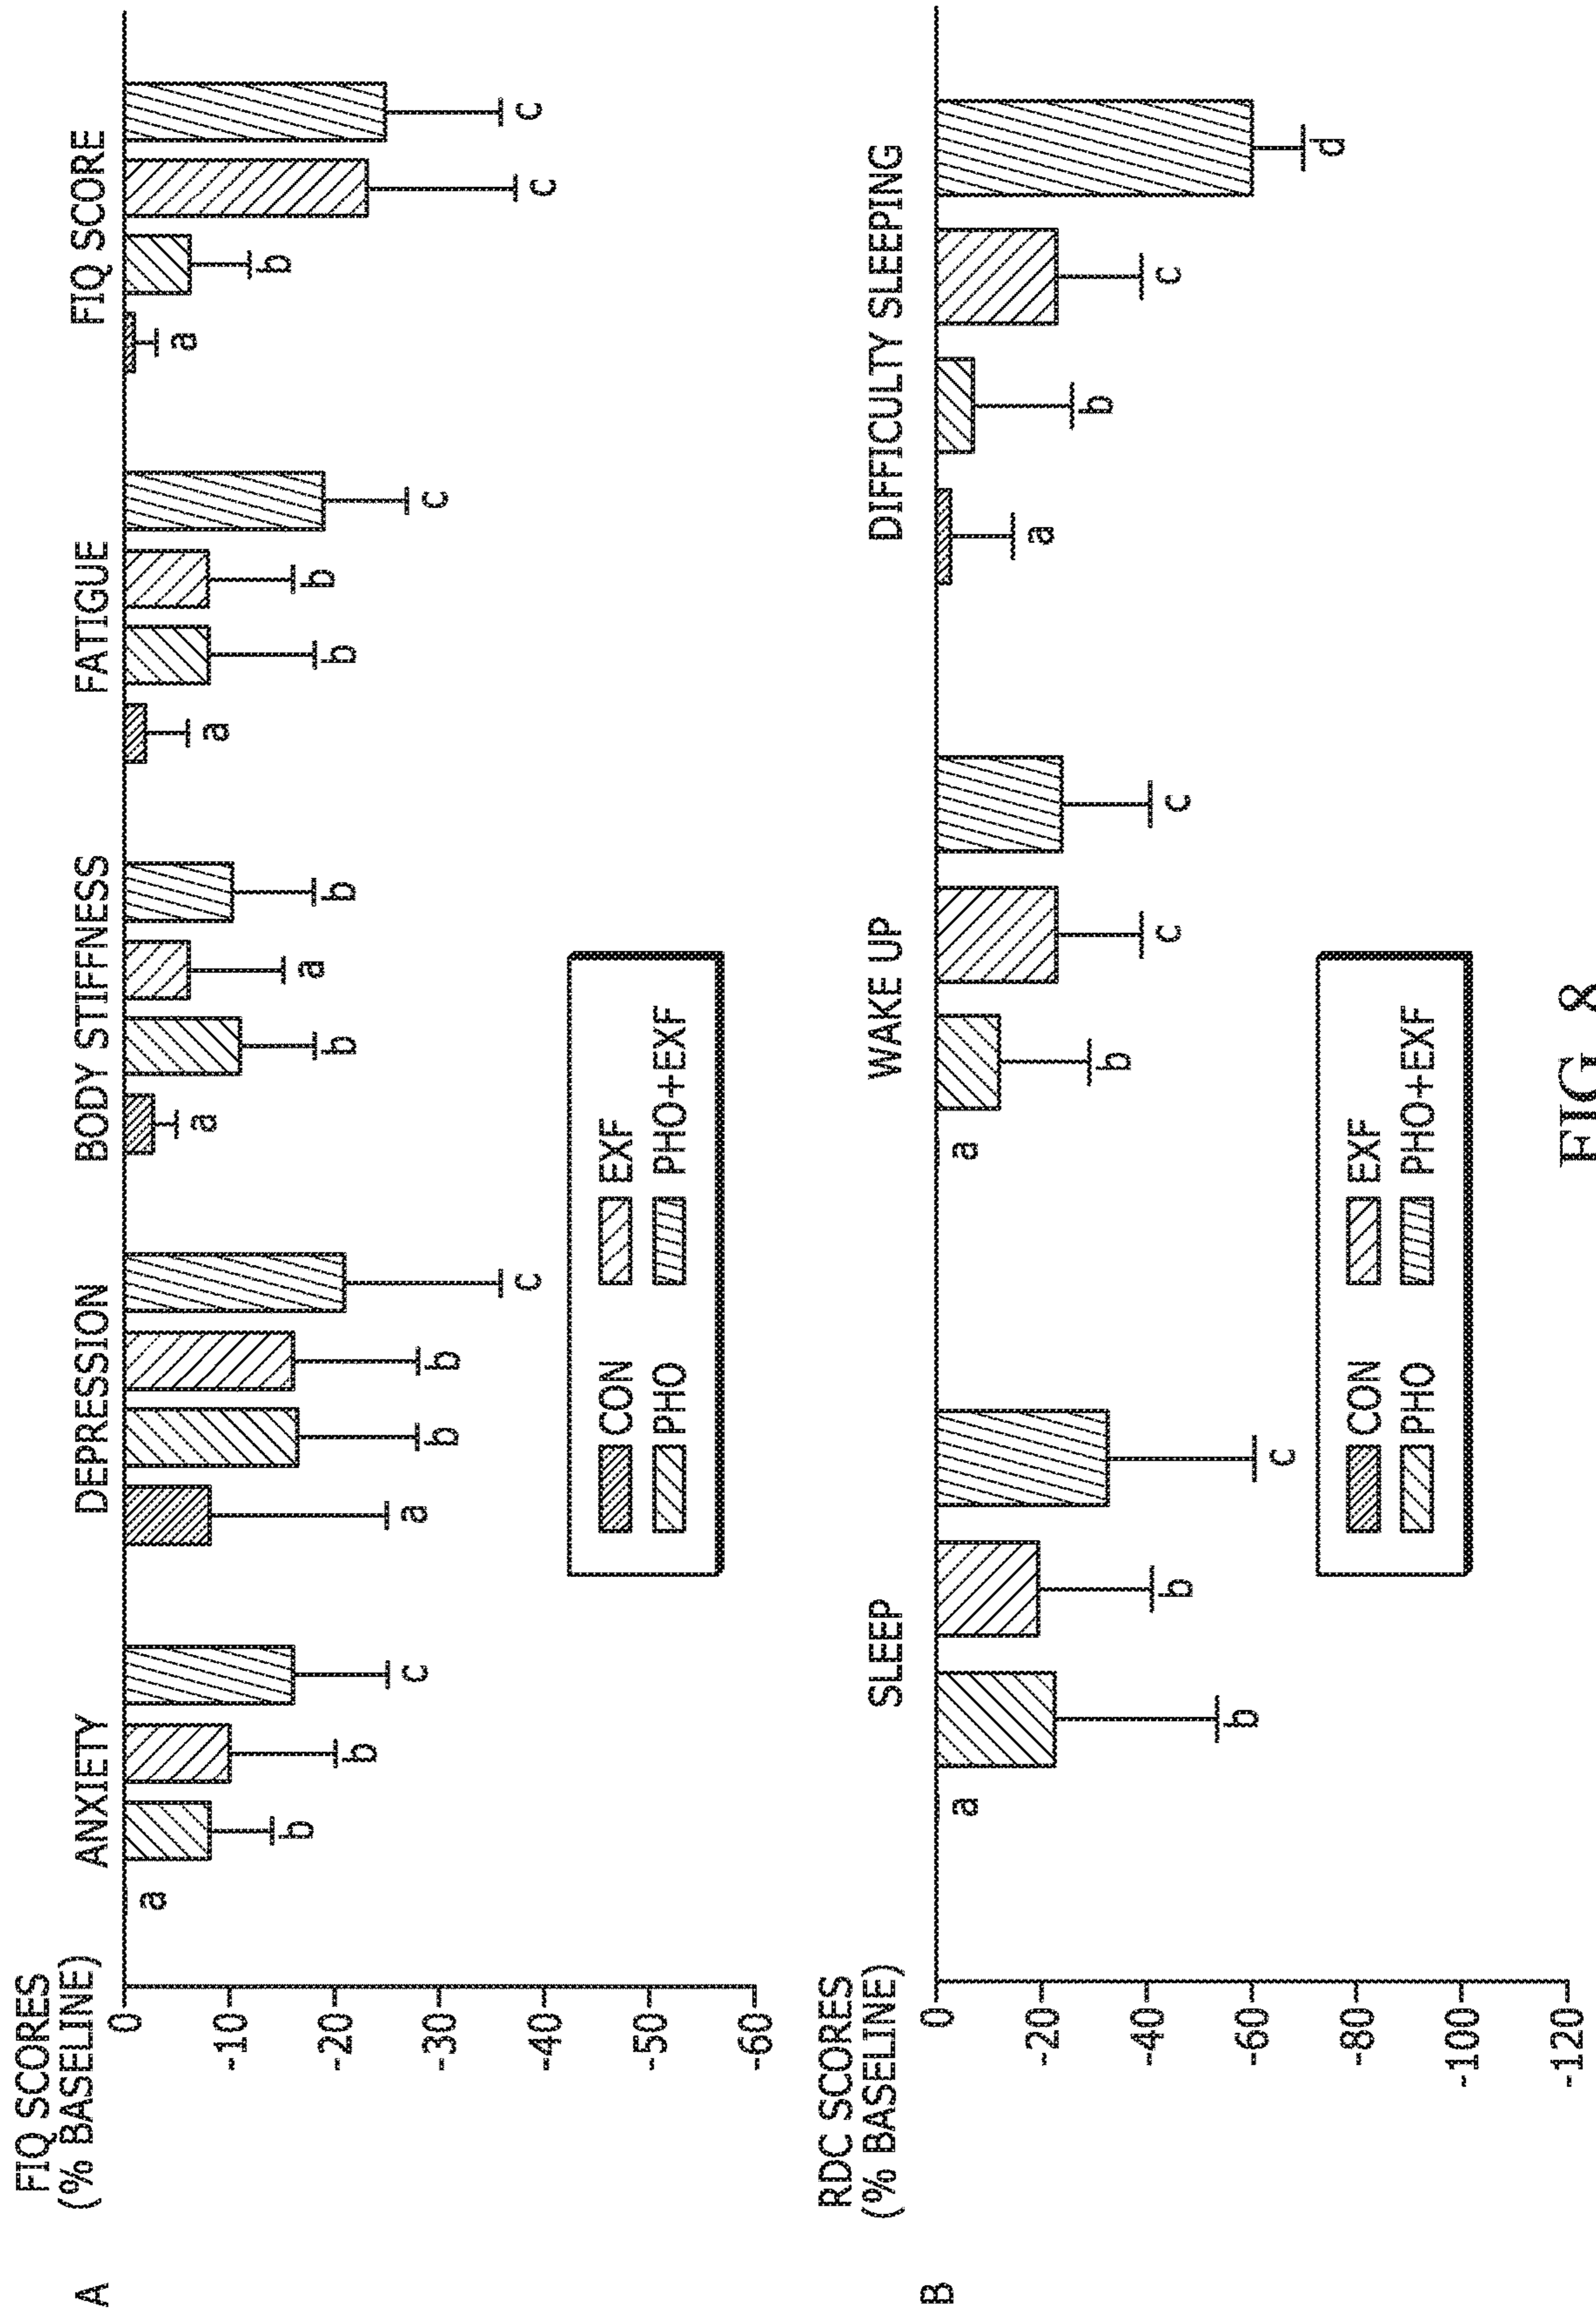 A
FIQ SCORES
(% BASELINE)
ANXIETY
DEPRESSION
BODY STIFFNESS
FATIGUE
FIQ SCORE
0
-10
-20
-30
-40
-50
-60
a b b c
a b b c
a b a b
a b b c
a b c c
CON EXF
PHO PHO+EXF
B
RDC SCORES
(% BASELINE)
SLEEP
WAKE UP
DIFFICULTY SLEEPING
0
-20
-40
-60
-80
-100
-120
a b b c
a b c c
a b c d
CON EXF
PHO PHO+EXF
FIG 8